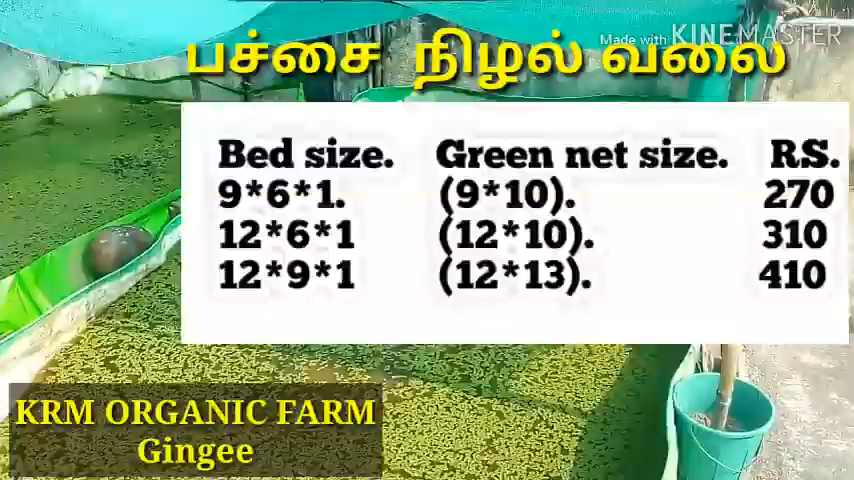 Made with KINEMASTER
பச்சை நிழல் வலை
Bed size. Green net size. RS.
9*6*1. (9*10). 270
12*6*1 (12*10). 310
12*9*1 (12*13). 410
KRM ORGANIC FARM
Gingee